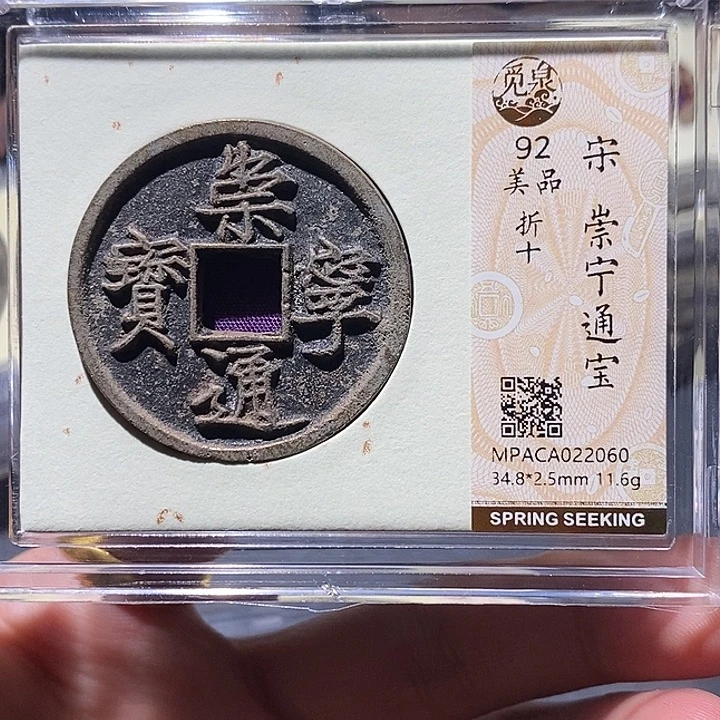 崇
寧
通
寳
觅泉
92
美品
折十
宋 崇宁通宝
MPACA022060
34.8*2.5mm 11.6g
SPRING SEEKING